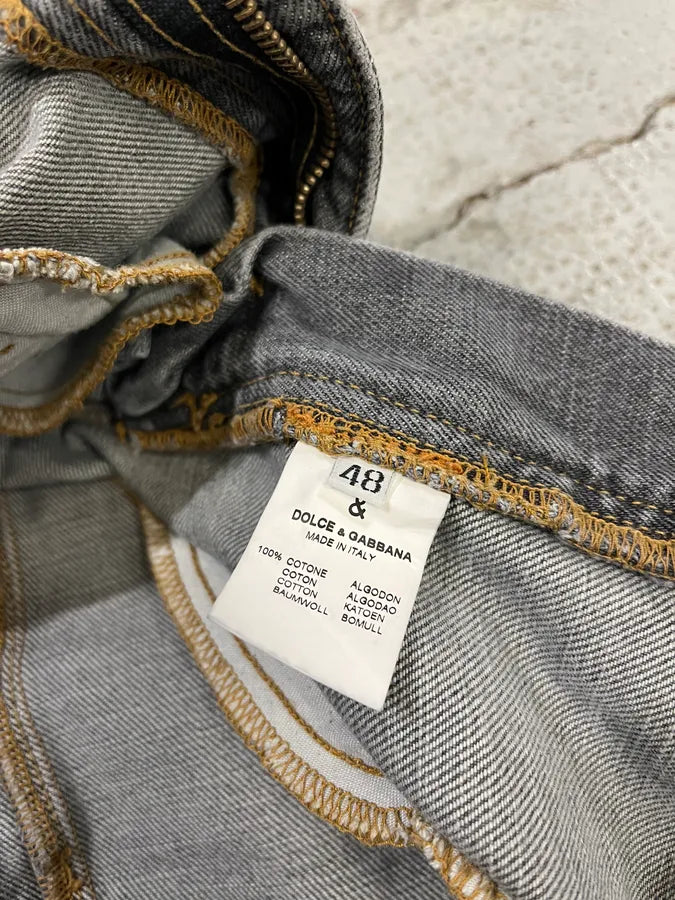 48
&
DOLCE & GABBANA
MADE IN ITALY
100% COTONE
COTON
COTTON
BAUMWOLL
ALGODON
ALGODAO
KATOEN
BOMULL